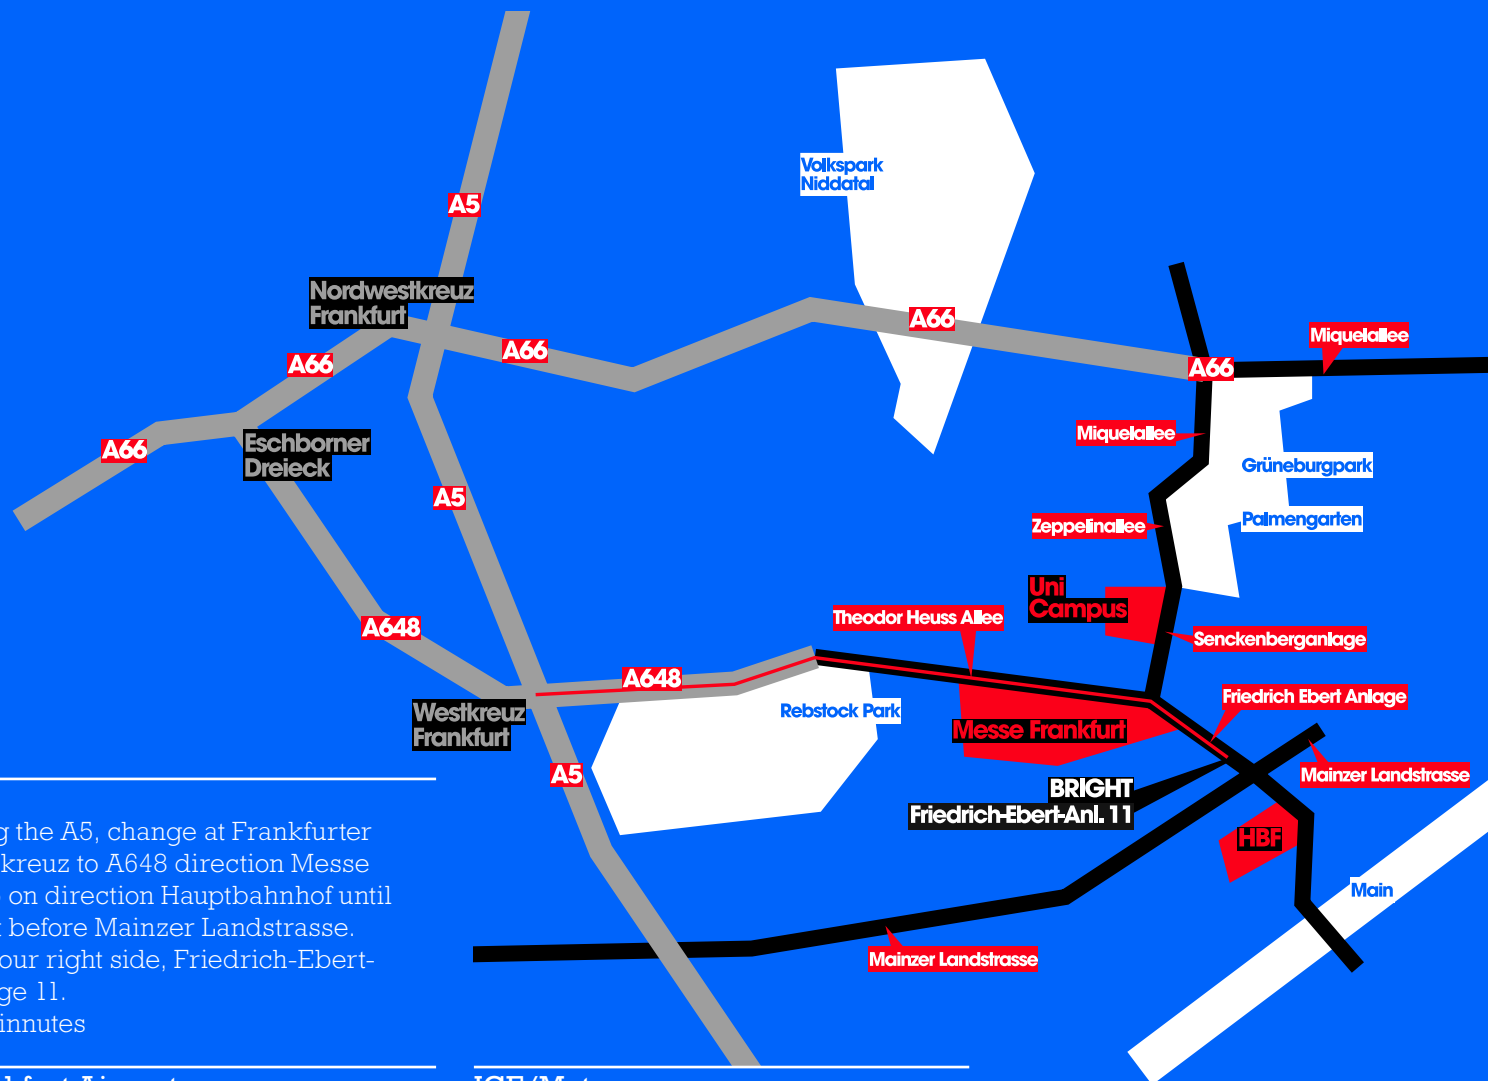 A5
Volkspark
Niddatal
Nordwestkreuz
Frankfurt
A66
A66
A66
Miquelallee
A66
A66
Eschborner
Dreieck
Miquelallee
Grüneburgpark
A5
Palmengarten
Zeppelinallee
Uni
Campus
Theodor Heuss Allee
A648
Senckenberganlage
A648
Friedrich Ebert Anlage
Westkreuz
Frankfurt
Rebstock Park
Messe Frankfurt
A5
Mainzer Landstrasse
BRIGHT
Friedrich-Ebert-Anl. 11
HBF
Main
Mainzer Landstrasse
the A5, change at Frankfurter
kreuz to A648 direction Messe
on direction Hauptbahnhof until
before Mainzer Landstrasse.
our right side, Friedrich-Ebert-
ge 11.
innutes